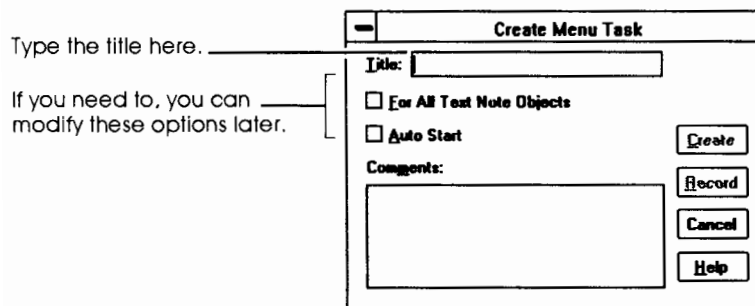 Create Menu Task
Type the title here.
Title:
If you need to, you can
modify these options later.
For All Text Note Objects
Auto Start
Comments:
Create
Record
Cancel
Help